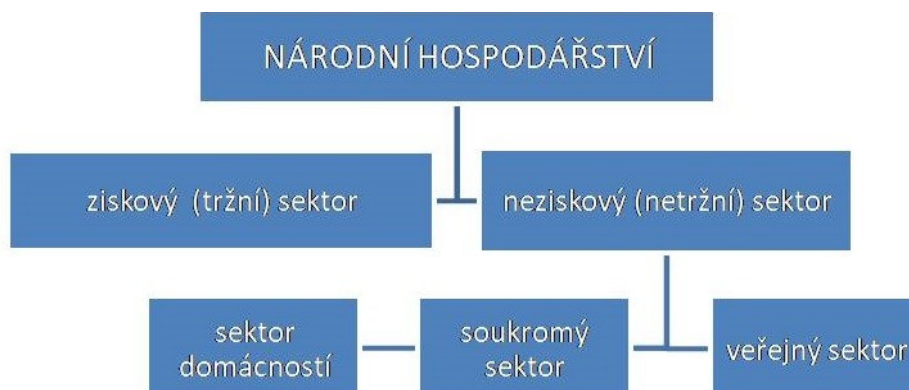 NÁRODNÍ HOSPODÁŘSTVÍ
ziskový (tržní) sektor
neziskový (netržní) sektor
sektor
domácností
soukromý
sektor
veřejný sektor